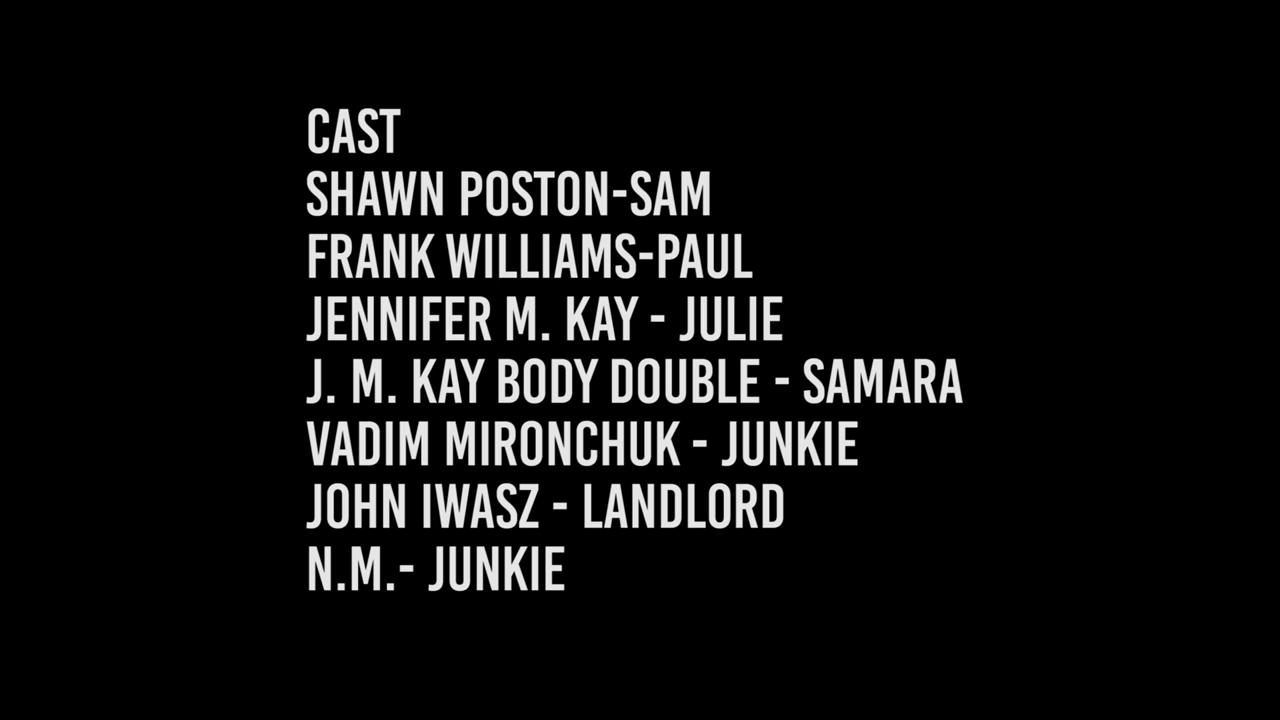 CAST
SHAWN POSTON-SAM
FRANK WILLIAMS-PAUL
JENNIFER M. KAY - JULIE
J. M. KAY BODY DOUBLE - SAMARA
VADIM MIRONCHUK - JUNKIE
JOHN IWASZ - LANDLORD
N.M.- JUNKIE